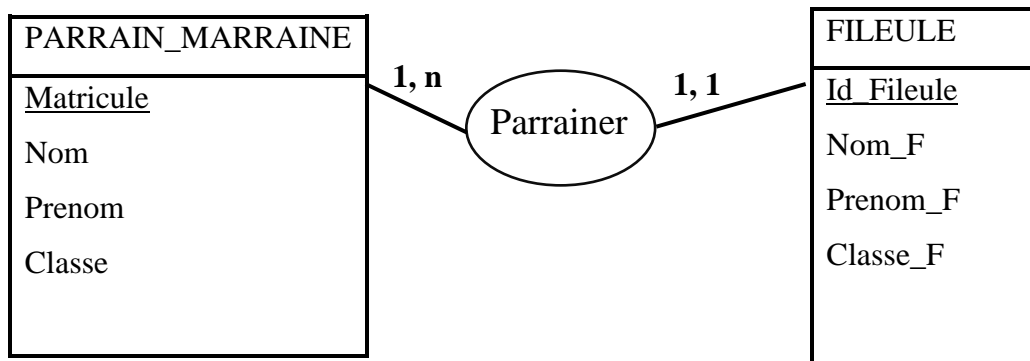 PARRAIN_MARRAINE
Matricule
Nom
Prenom
Classe
1, n
Parrainer
1, 1
FILEULE
Id_Fileule
Nom_F
Prenom_F
Classe_F